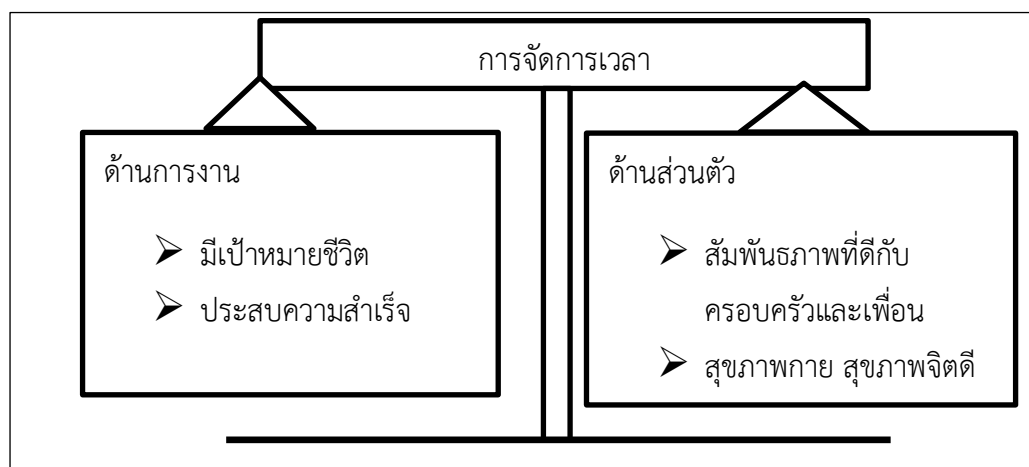 การจัดการเวลา
ด้านการงาน
➢ มีเป้าหมายชีวิต
➢ ประสบความสำเร็จ
ด้านส่วนตัว
➢ สัมพันธภาพที่ดีกับ
ครอบครัวและเพื่อน
➢ สุขภาพกาย สุขภาพจิตดี